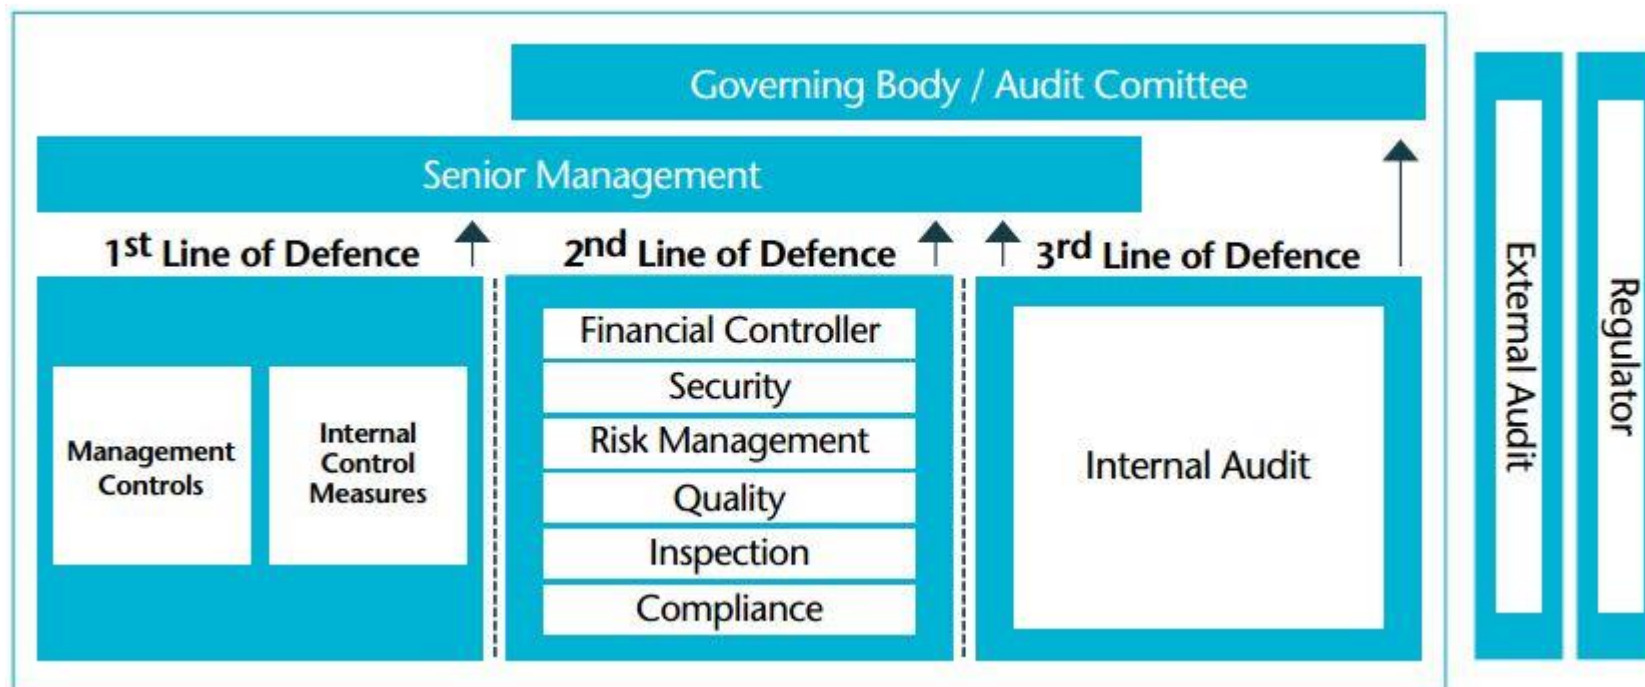 Governing Body / Audit Comittee
Senior Management
1st Line of Defence
2nd Line of Defence
3rd Line of Defence
Management
Controls
Internal
Control
Measures
Financial Controller
Security
Risk Management
Quality
Inspection
Compliance
Internal Audit
External Audit
Regulator